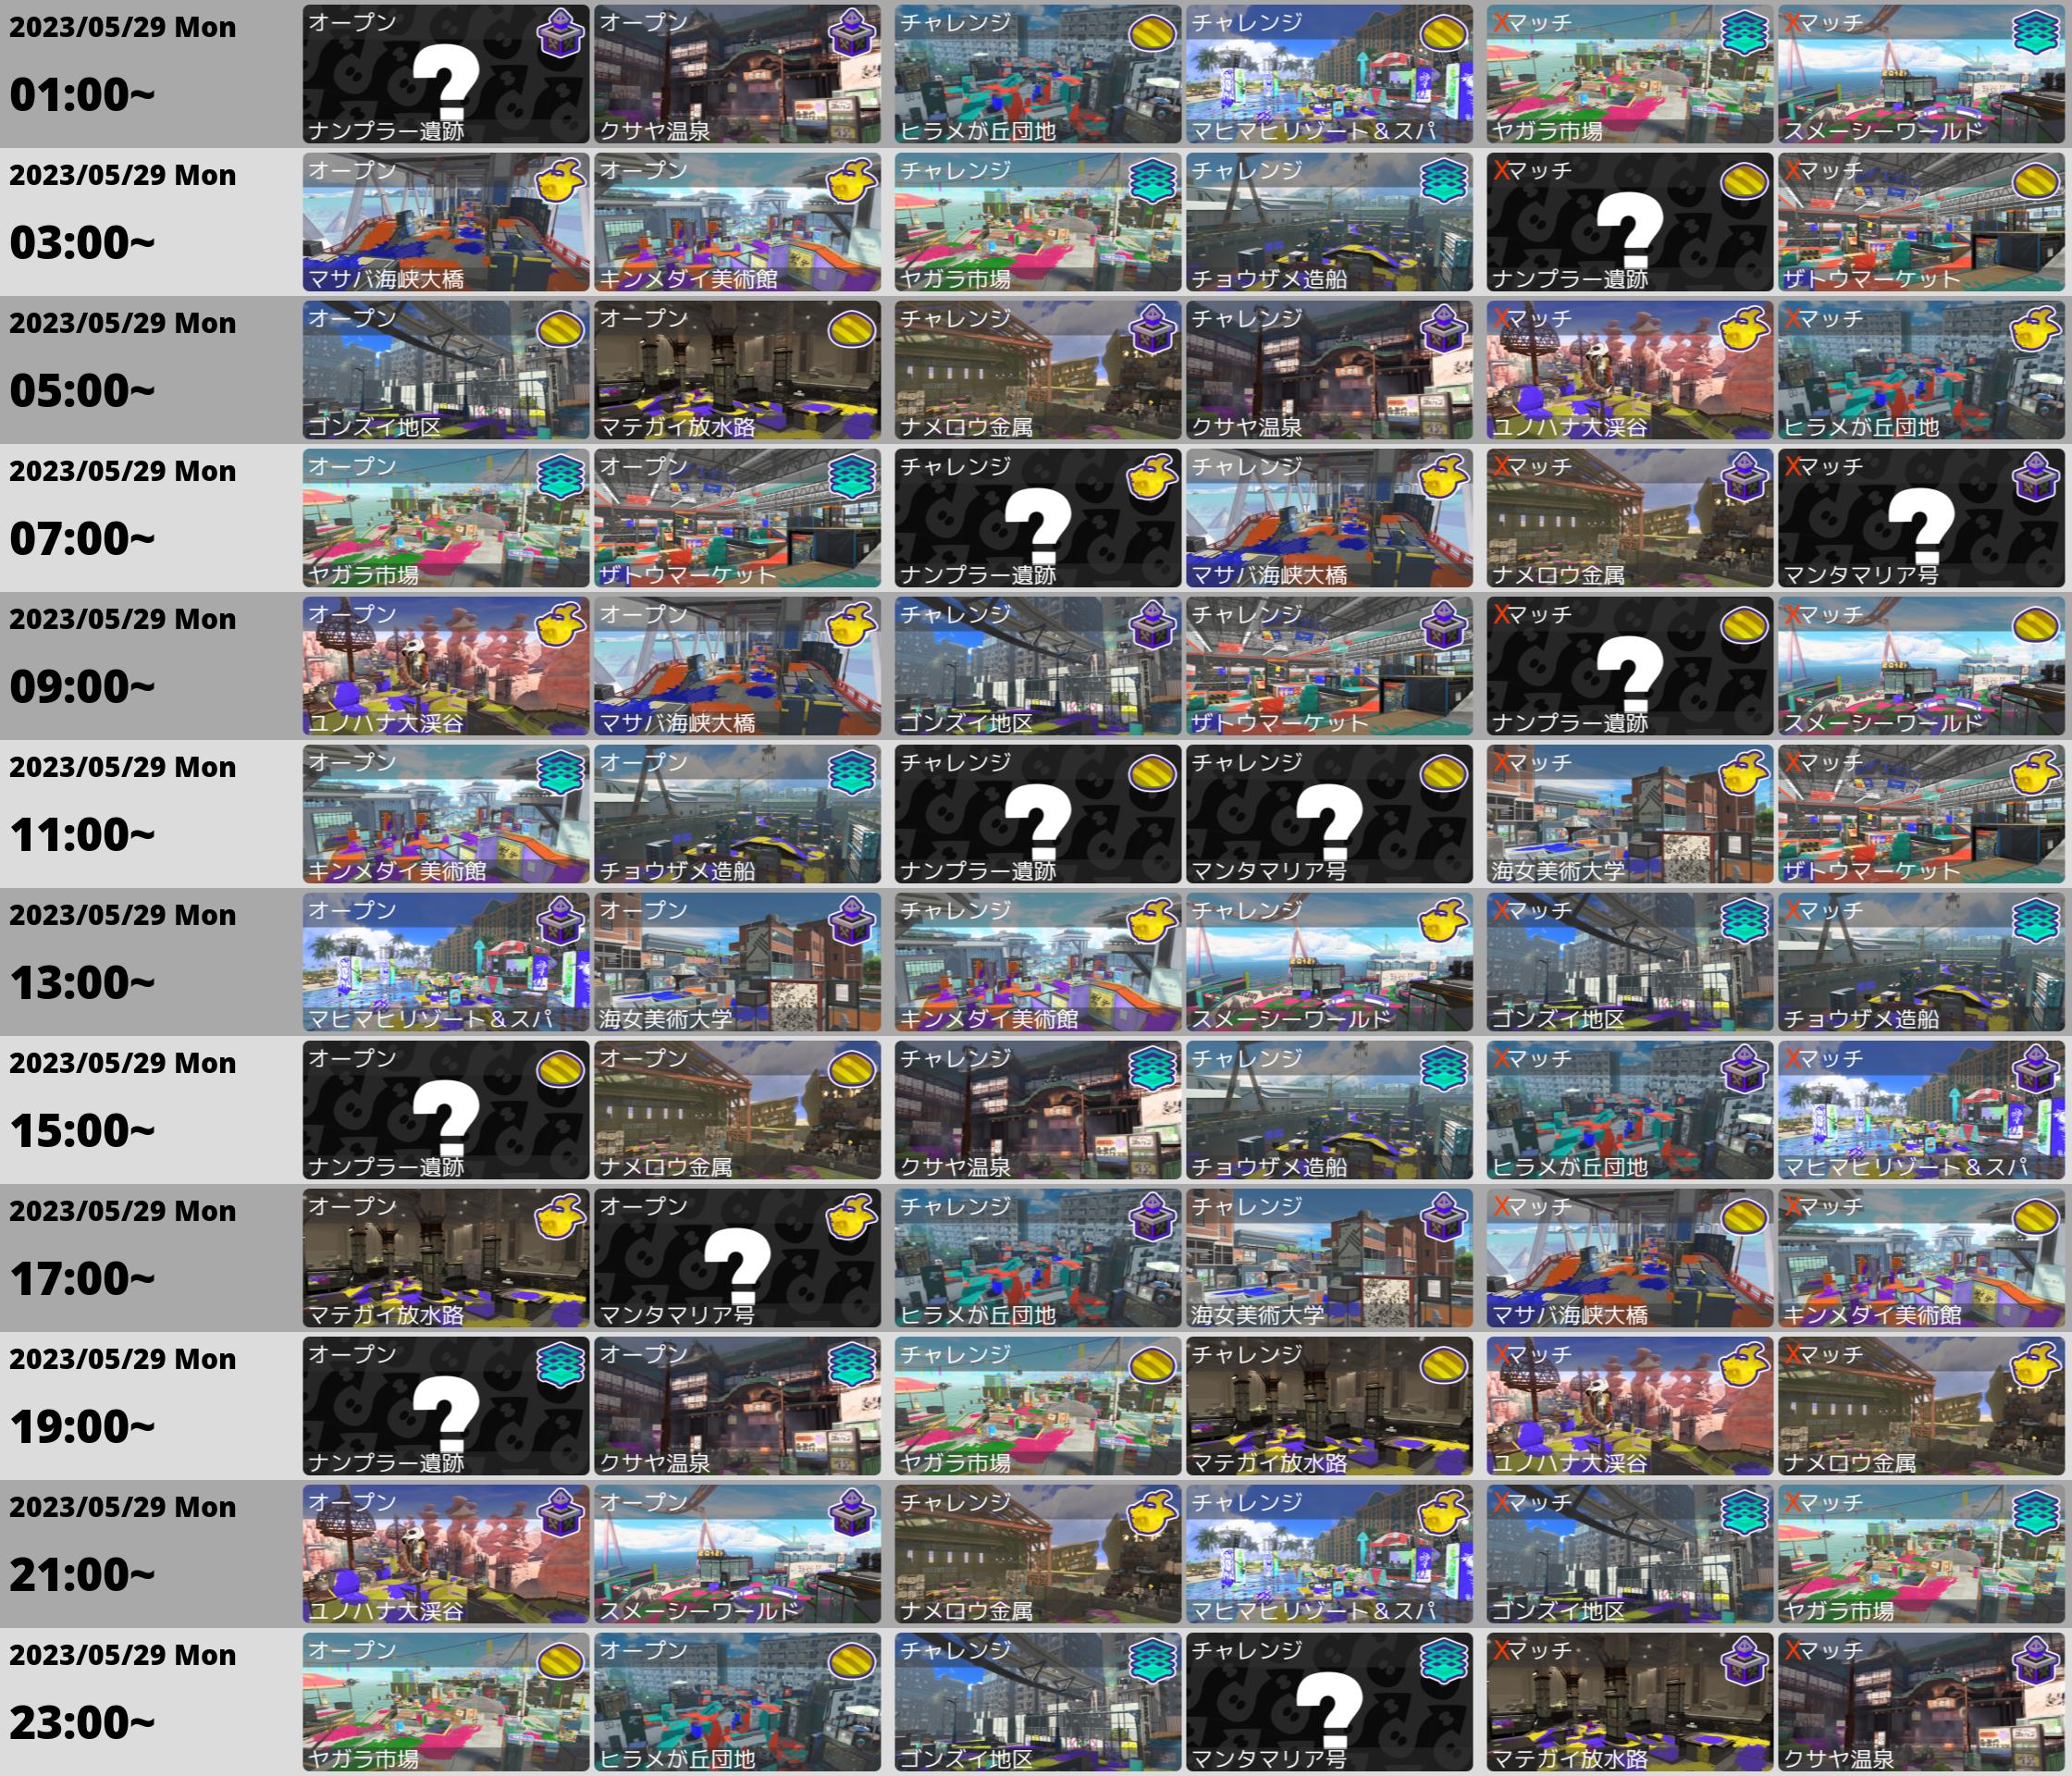 2023/05/29 Mon
01:00~
オープン
ナンプラー遺跡
オープン
クサヤ温泉
チャレンジ
ヒラメが丘団地
チャレンジ
マヒマヒリゾート＆スパ
Xマッチ
ヤガラ市場
Xマッチ
スメーシーワールド
2023/05/29 Mon
03:00~
オープン
マサバ海峡大橋
オープン
キンメダイ美術館
チャレンジ
ヤガラ市場
チャレンジ
チョウザメ造船
Xマッチ
ナンプラー遺跡
Xマッチ
ザトウマーケット
2023/05/29 Mon
05:00~
オープン
ゴンズイ地区
オープン
マテガイ放水路
チャレンジ
ナメロウ金属
チャレンジ
クサヤ温泉
Xマッチ
ユノハナ大渓谷
Xマッチ
ヒラメが丘団地
2023/05/29 Mon
07:00~
オープン
ヤガラ市場
オープン
ザトウマーケット
チャレンジ
ナンプラー遺跡
チャレンジ
マサバ海峡大橋
Xマッチ
ナメロウ金属
Xマッチ
マンタマリア号
2023/05/29 Mon
09:00~
オープン
ユノハナ大渓谷
オープン
マサバ海峡大橋
チャレンジ
ゴンズイ地区
チャレンジ
ザトウマーケット
Xマッチ
ナンプラー遺跡
Xマッチ
スメーシーワールド
2023/05/29 Mon
11:00~
オープン
キンメダイ美術館
オープン
チョウザメ造船
チャレンジ
ナンプラー遺跡
チャレンジ
マンタマリア号
Xマッチ
海女美術大学
Xマッチ
ザトウマーケット
2023/05/29 Mon
13:00~
オープン
マヒマヒリゾート＆スパ
オープン
海女美術大学
チャレンジ
キンメダイ美術館
チャレンジ
スメーシーワールド
Xマッチ
ゴンズイ地区
Xマッチ
チョウザメ造船
2023/05/29 Mon
15:00~
オープン
ナンプラー遺跡
オープン
ナメロウ金属
チャレンジ
クサヤ温泉
チャレンジ
チョウザメ造船
Xマッチ
ヒラメが丘団地
Xマッチ
マヒマヒリゾート＆スパ
2023/05/29 Mon
17:00~
オープン
マテガイ放水路
オープン
マンタマリア号
チャレンジ
ヒラメが丘団地
チャレンジ
海女美術大学
Xマッチ
マサバ海峡大橋
Xマッチ
キンメダイ美術館
2023/05/29 Mon
19:00~
オープン
ナンプラー遺跡
オープン
クサヤ温泉
チャレンジ
ヤガラ市場
チャレンジ
マテガイ放水路
Xマッチ
ユノハナ大渓谷
Xマッチ
ナメロウ金属
2023/05/29 Mon
21:00~
オープン
ユノハナ大渓谷
オープン
スメーシーワールド
チャレンジ
ナメロウ金属
チャレンジ
マヒマヒリゾート＆スパ
Xマッチ
ゴンズイ地区
Xマッチ
ヤガラ市場
2023/05/29 Mon
23:00~
オープン
ヤガラ市場
オープン
ヒラメが丘団地
チャレンジ
ゴンズイ地区
チャレンジ
マンタマリア号
Xマッチ
マテガイ放水路
Xマッチ
クサヤ温泉